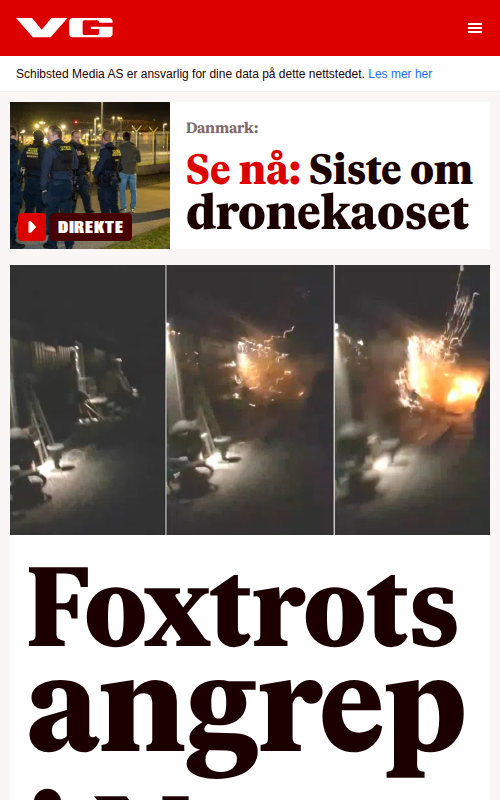 VG
Schibsted Media AS er ansvarlig for dine data på dette nettstedet. Les mer her
Danmark:
Se nå: Siste om
dronekaoset
DIREKTE
Foxtrots
angrep